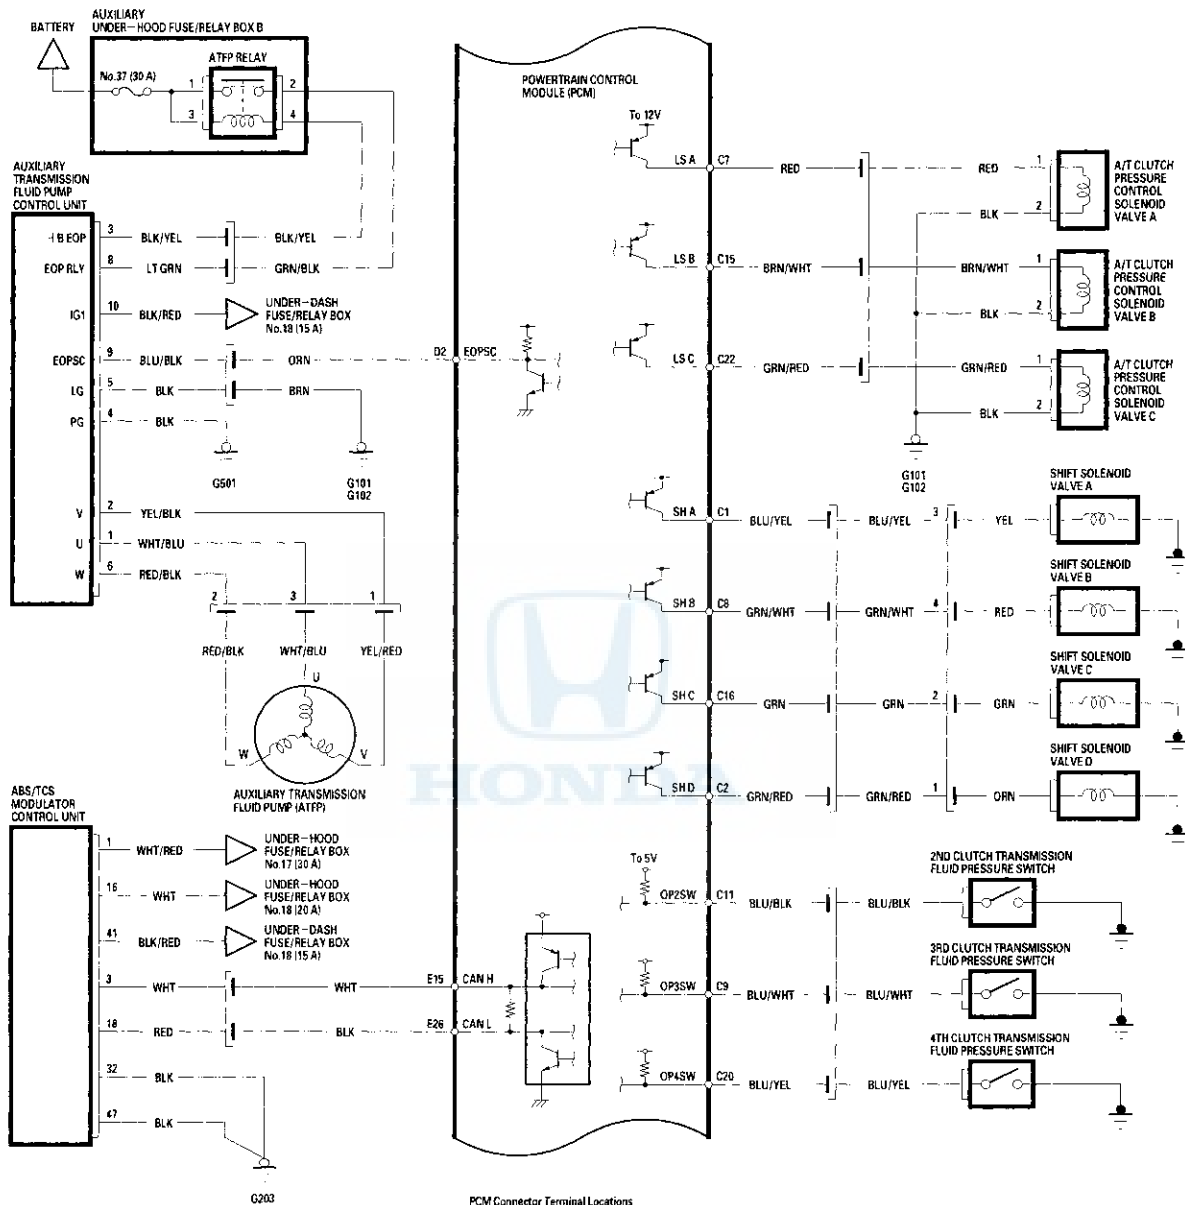 AUXILIARY
UNDER-HOOD FUSE/RELAY BOX B
BATTERY
ATFP RELAY
No.37 (30 A)
1
2
3
4
AUXILIARY
TRANSMISSION
FLUID PUMP
CONTROL UNIT
B EOP
3
BLK/YEL
BLK/YEL
EOP RLY
8
LT GRN
GRN/BLK
IG1
10
BLK/RED
UNDER-DASH
FUSE/RELAY BOX
No.18 (15 A)
EOPSC
9
BLU/BLK
ORN
D2
EOPSC
LG
5
BLK
BRN
PG
4
BLK
G501
G101
G102
V
2
YEL/BLK
U
1
WHT/BLU
W
6
RED/BLK
2
3
1
RED/BLK
WHT/BLU
YEL/RED
U
W
V
AUXILIARY TRANSMISSION
FLUID PUMP (ATFP)
ABS/TCS
MODULATOR
CONTROL UNIT
1
WHT/RED
UNDER-HOOD
FUSE/RELAY BOX
No.17 (30 A)
16
WHT
UNDER-HOOD
FUSE/RELAY BOX
No.18 (20 A)
41
BLK/RED
UNDER-DASH
FUSE/RELAY BOX
No.18 (15 A)
3
WHT
WHT
E15
CAN H
18
RED
BLK
E26
CAN L
32
BLK
47
BLK
G203
POWERTRAIN CONTROL
MODULE (PCM)
To 12V
LS A
C7
RED
RED
1
BLK
2
A/T CLUTCH
PRESSURE
CONTROL
SOLENOID
VALVE A
LS B
C15
BRN/WHT
BRN/WHT
1
BLK
2
A/T CLUTCH
PRESSURE
CONTROL
SOLENOID
VALVE B
LS C
C22
GRN/RED
GRN/RED
1
BLK
2
A/T CLUTCH
PRESSURE
CONTROL
SOLENOID
VALVE C
G101
G102
SHIFT SOLENOID
VALVE A
SH A
C1
BLU/YEL
BLU/YEL
3
YEL
SHIFT SOLENOID
VALVE B
SH B
C8
GRN/WHT
GRN/WHT
4
RED
SHIFT SOLENOID
VALVE C
SH C
C16
GRN
GRN
2
GRN
SHIFT SOLENOID
VALVE D
SH D
C2
GRN/RED
GRN/RED
1
ORN
HONDA
To 5V
2ND CLUTCH TRANSMISSION
FLUID PRESSURE SWITCH
OP2SW
C11
BLU/BLK
BLU/BLK
3RD CLUTCH TRANSMISSION
FLUID PRESSURE SWITCH
OP3SW
C9
BLU/WHT
BLU/WHT
4TH CLUTCH TRANSMISSION
FLUID PRESSURE SWITCH
OP4SW
C20
BLU/YEL
BLU/YEL
PCM Connector Terminal Locations